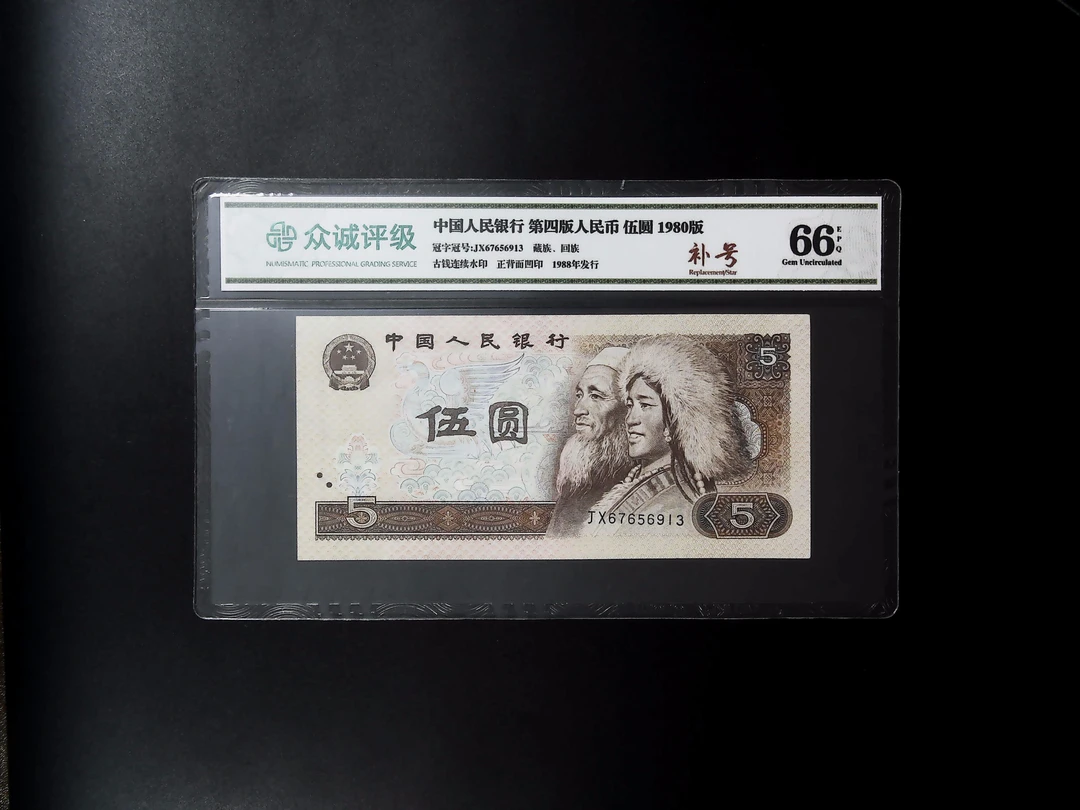 众诚评级
NUMISMATIC PROFESSIONAL GRADING SERVICE
中国人民银行 第四版人民币 伍圆 1980版
冠字冠号:JX67656913 藏族、回族
古钱连续水印 正背面凹印 1988年发行
补号
Replacement/Star
66 EPQ
Gem Uncirculated
中国人民银行
5
伍圆
5
JX67656913
5